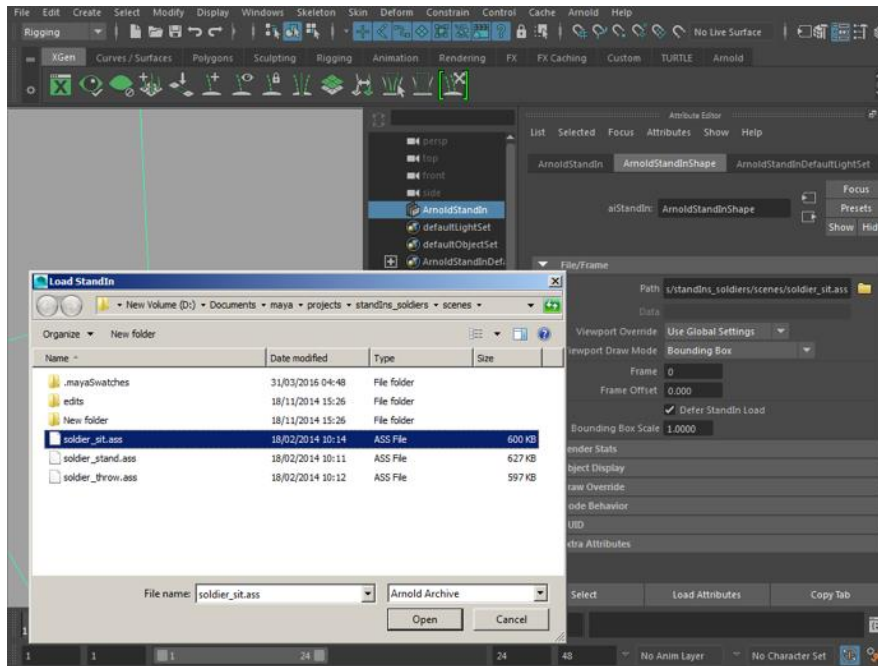 File Edit Create Select Modify Display Windows Skeleton Skin Deform Constrain Control Cache Arnold Help
Rigging No Live Surface
XGen Curves / Surfaces Polygons Sculpting Rigging Animation Rendering FX FX Caching Custom TURTLE Arnold
Attribute Editor
List Selected Focus Attributes Show Help
persp
top
front
side
ArnoldStandIn
defaultLightSet
defaultObjectSet
ArnoldStandInDef
ArnoldStandIn ArnoldStandInShape ArnoldStandInDefaultLightSet
Focus
aiStandIn: ArnoldStandInShape Presets
Show Hid
File/Frame
Path s/standIns_soldiers/scenes/soldier_sit.ass
Data
Viewport Override Use Global Settings
iewport Draw Mode Bounding Box
Frame 0
Frame Offset 0.000
Defer StandIn Load
Bounding Box Scale 1.0000
ender Stats
bject Display
raw Override
ode Behavior
UID
xtra Attributes
Select Load Attributes Copy Tab
Load StandIn
New Volume (D:) Documents maya projects standIns_soldiers scenes
Organize New folder
Name Date modified Type Size
.mayaSwatches 31/03/2016 04:48 File folder
edits 18/11/2014 15:26 File folder
New folder 18/11/2014 15:26 File folder
soldier_sit.ass 18/02/2014 10:14 ASS File 600 KB
soldier_stand.ass 18/02/2014 10:11 ASS File 627 KB
soldier_throw.ass 18/02/2014 10:12 ASS File 597 KB
File name: soldier_sit.ass Arnold Archive
Open Cancel
1
1 1 1 24 24 48 No Anim Layer No Character Set